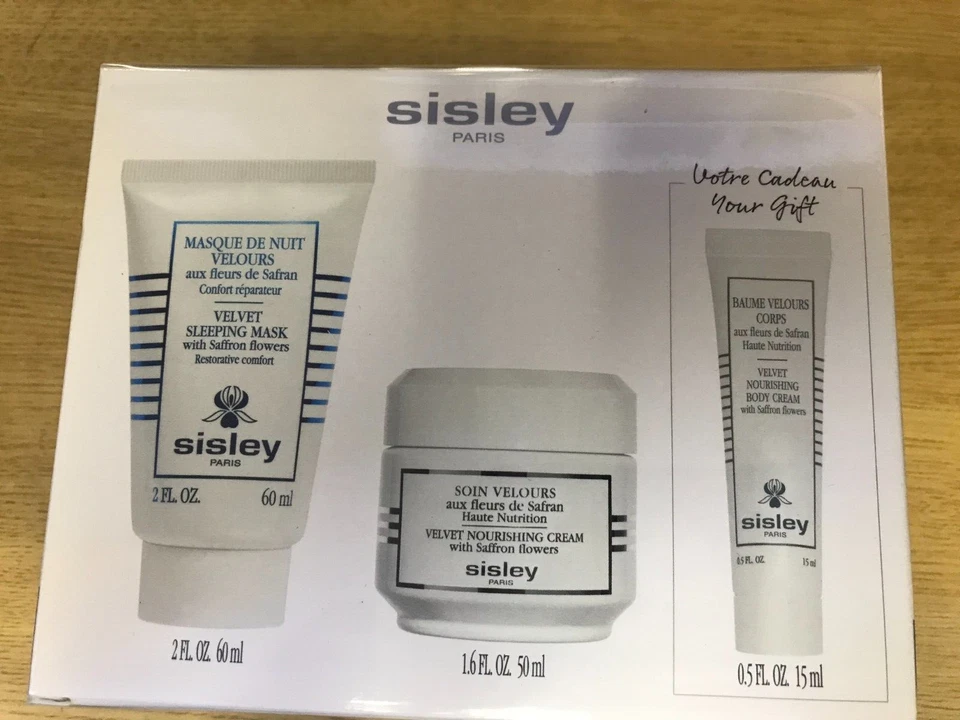 sisley
PARIS
MASQUE DE NUIT
VELOURS
aux fleurs de Safran
Confort réparateur
VELVET
SLEEPING MASK
with Saffron flowers
Restorative comfort
sisley
PARIS
2 FL. OZ. 60 ml
2 FL. OZ. 60 ml
SOIN VELOURS
aux fleurs de Safran
Haute Nutrition
VELVET NOURISHING CREAM
with Saffron flowers
sisley
PARIS
1.6 FL. OZ. 50 ml
Votre Cadeau
Your Gift
BAUME VELOURS
CORPS
aux fleurs de Safran
Haute Nutrition
VELVET
NOURISHING
BODY CREAM
with Saffron flowers
sisley
PARIS
0.5 FL. OZ. 15 ml
0.5 FL. OZ. 15 ml